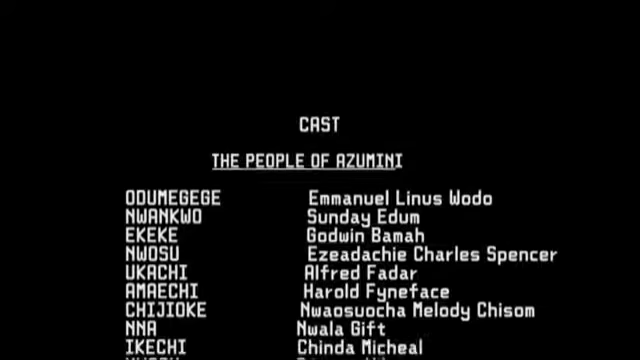 CAST
THE PEOPLE OF AZUMINI
ODUMEGEGE Emmanuel Linus Wodo
NWANKWO Sunday Edum
EKEKE Godwin Bamah
NWOSU Ezeadachie Charles Spencer
UKACHI Alfred Fadar
AMAECHI Harold Fyneface
CHIJIOKE Nwaosuocha Melody Chisom
NNA Nwala Gift
IKECHI Chinda Micheal